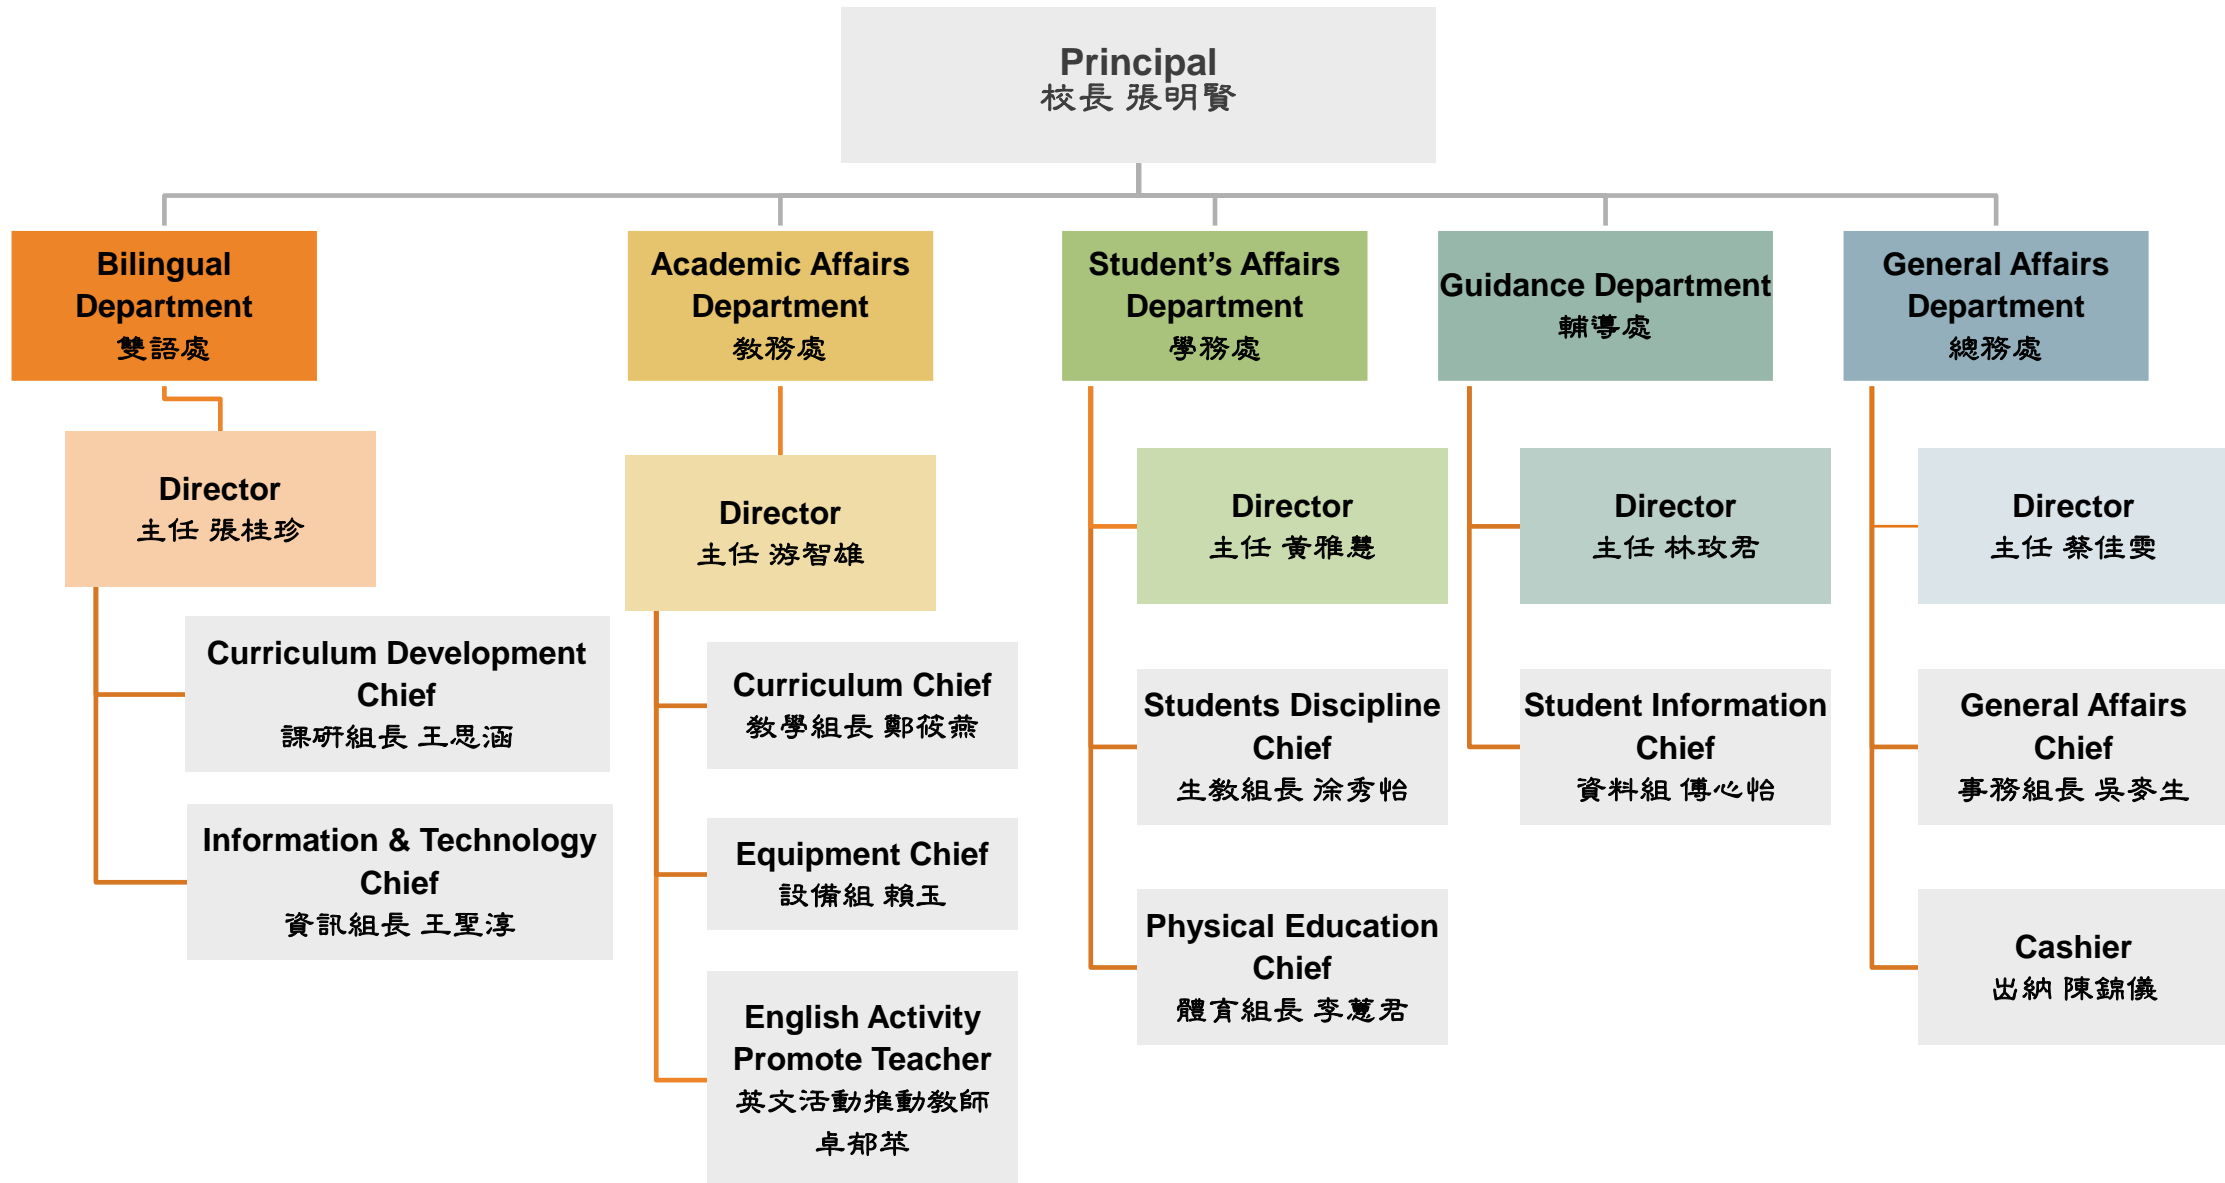 Principal
校長 張明賢
Bilingual
Department
雙語處
Academic Affairs
Department
教務處
Student’s Affairs
Department
學務處
Guidance Department
輔導處
General Affairs
Department
總務處
Director
主任 張桂珍
Curriculum Development
Chief
課研組長 王思涵
Information & Technology
Chief
資訊組長 王聖淳
Director
主任 游智雄
Curriculum Chief
教學組長 鄭筱燕
Equipment Chief
設備組 賴玉
English Activity
Promote Teacher
英文活動推動教師
卓郁苹
Director
主任 黃雅慧
Students Discipline
Chief
生教組長 涂秀怡
Physical Education
Chief
體育組長 李蕙君
Director
主任 林玫君
Student Information
Chief
資料組 傅心怡
Director
主任 蔡佳雯
General Affairs
Chief
事務組長 吳麥生
Cashier
出納 陳錦儀